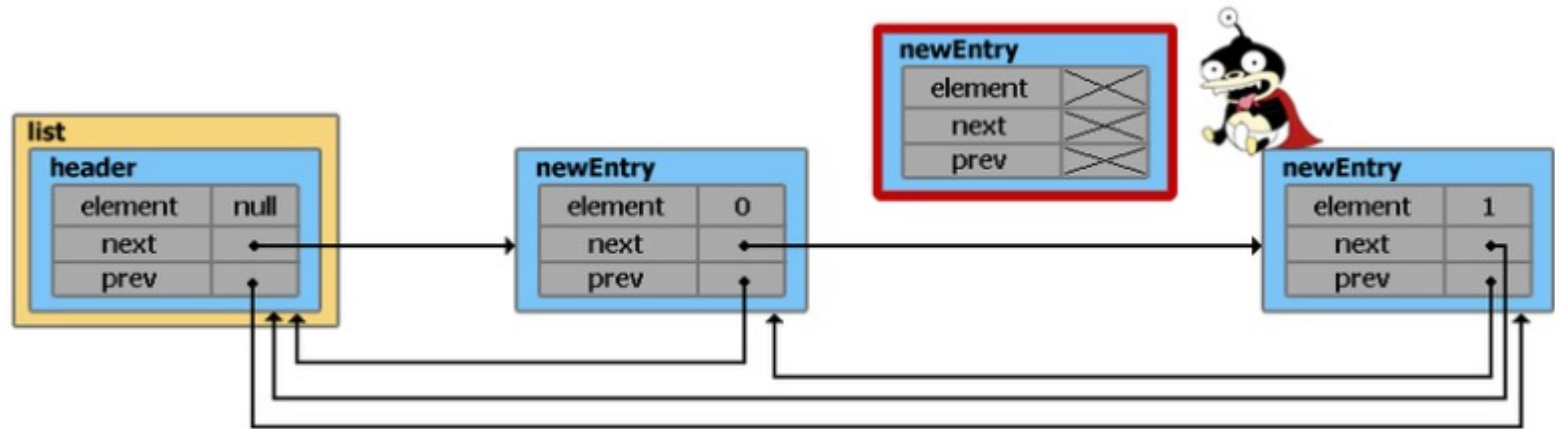 list
header
element null
next
prev
newEntry
element 0
next
prev
newEntry
element
next
prev
newEntry
element 1
next
prev